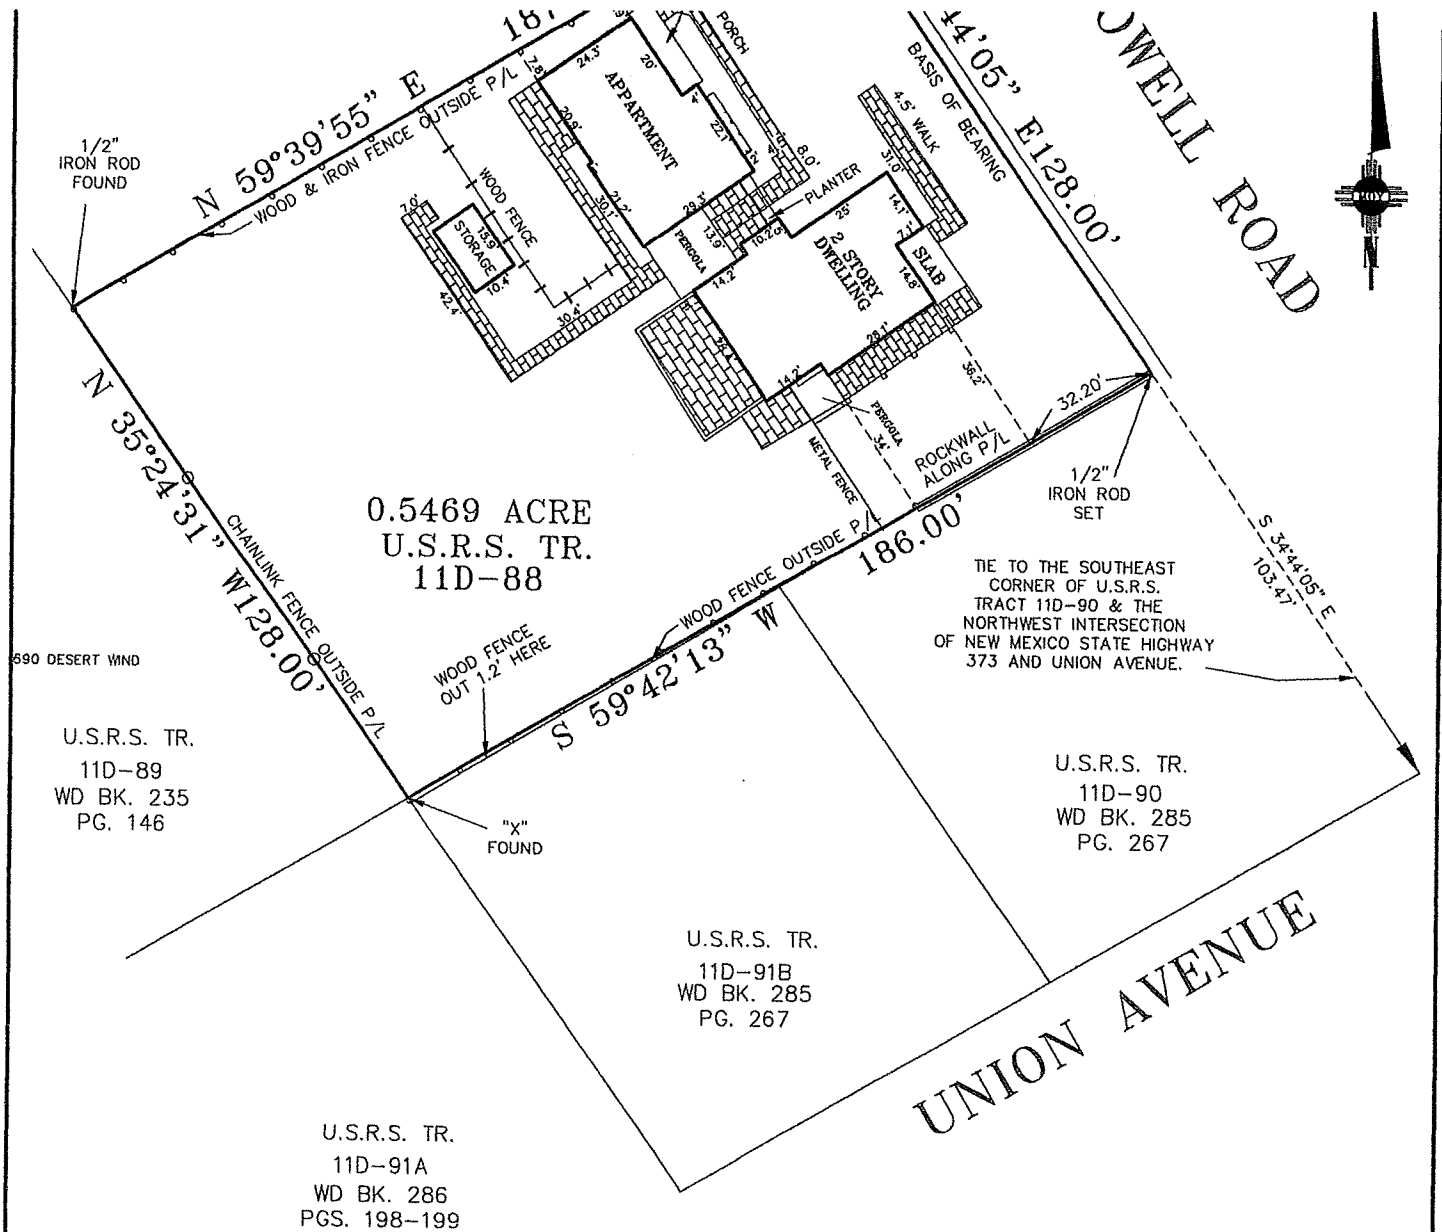 187
N 59°39'55" E
WOOD & IRON FENCE OUTSIDE P/L
1/2"
IRON ROD
FOUND
7.8'
24.3'
20'
4'
22.1'
20.9'
21.2'
30.1'
29.3'
APPARTMENT
PORCH
8.0'
PLANTER
WOOD FENCE
7.0'
STORAGE
15.9'
10.4'
42.4'
30.4'
PERGOLA
13.9'
14.2'
10.2'
5'
25'
2 STORY
DWELLING
14.1'
7.1'
SLAB
14.8'
28.1'
14.2'
4.5' WALK
31.0'
BASIS OF BEARING
44'05" E128.00'
OWELL ROAD
36.2'
34'
32.20'
PERGOLA
METAL FENCE
ROCKWALL
ALONG P/L
1/2"
IRON ROD
SET
N 35°24'31" W128.00'
CHAINLINK FENCE OUTSIDE P/L
0.5469 ACRE
U.S.R.S. TR.
11D-88
WOOD FENCE
OUT 1.2' HERE
WOOD FENCE OUTSIDE P/L
S 59°42'13" W
186.00'
S 34°44'05" E
103.47'
TIE TO THE SOUTHEAST
CORNER OF U.S.R.S.
TRACT 11D-90 & THE
NORTHWEST INTERSECTION
OF NEW MEXICO STATE HIGHWAY
373 AND UNION AVENUE.
590 DESERT WIND
U.S.R.S. TR.
11D-89
WD BK. 235
PG. 146
"X"
FOUND
U.S.R.S. TR.
11D-90
WD BK. 285
PG. 267
U.S.R.S. TR.
11D-91B
WD BK. 285
PG. 267
UNION AVENUE
U.S.R.S. TR.
11D-91A
WD BK. 286
PGS. 198-199